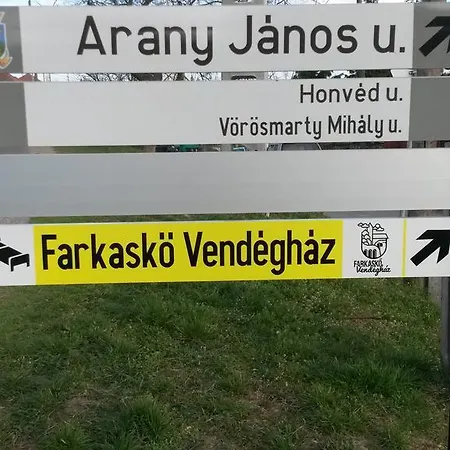 Arany János u.
Honvéd u.
Vörösmarty Mihály u.
Farkaskö Vendégház
FARKASKŐ
Vendégház